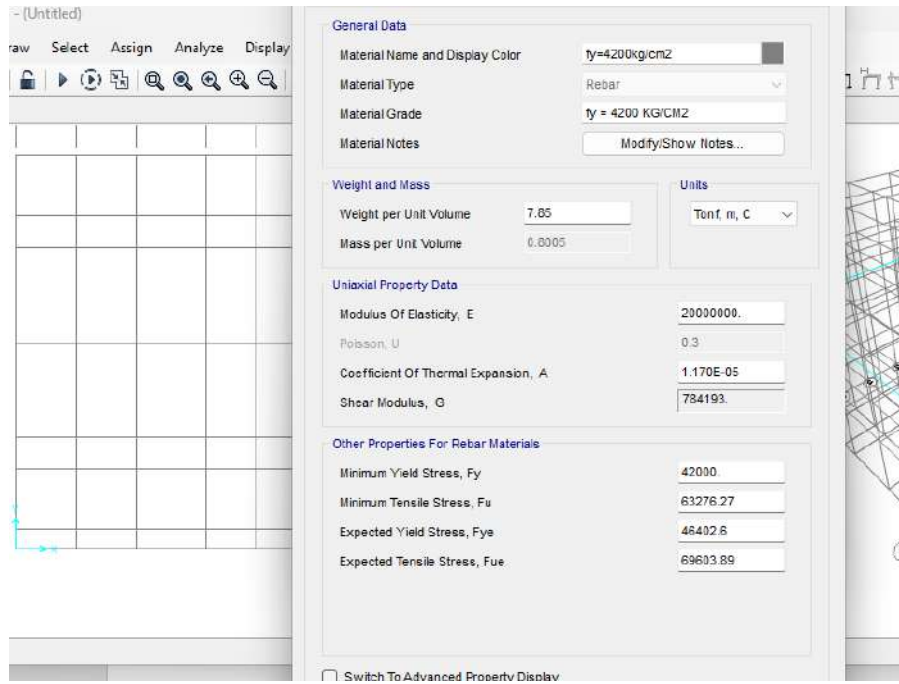 - (Untitled)
raw Select Assign Analyze Display
General Data
Material Name and Display Color fy=4200kg/cm2
Material Type Rebar
Material Grade fy = 4200 KG/CM2
Material Notes Modify/Show Notes...
Weight and Mass Units
Weight per Unit Volume 7.85 Tonf, m, C
Mass per Unit Volume 0.8005
Uniaxial Property Data
Modulus Of Elasticity, E 20000000.
Poisson, U 0.3
Coefficient Of Thermal Expansion, A 1.170E-05
Shear Modulus, G 784193.
Other Properties For Rebar Materials
Minimum Yield Stress, Fy 42000.
Minimum Tensile Stress, Fu 63276.27
Expected Yield Stress, Fye 46402.6
Expected Tensile Stress, Fue 69603.89
Switch To Advanced Property Display